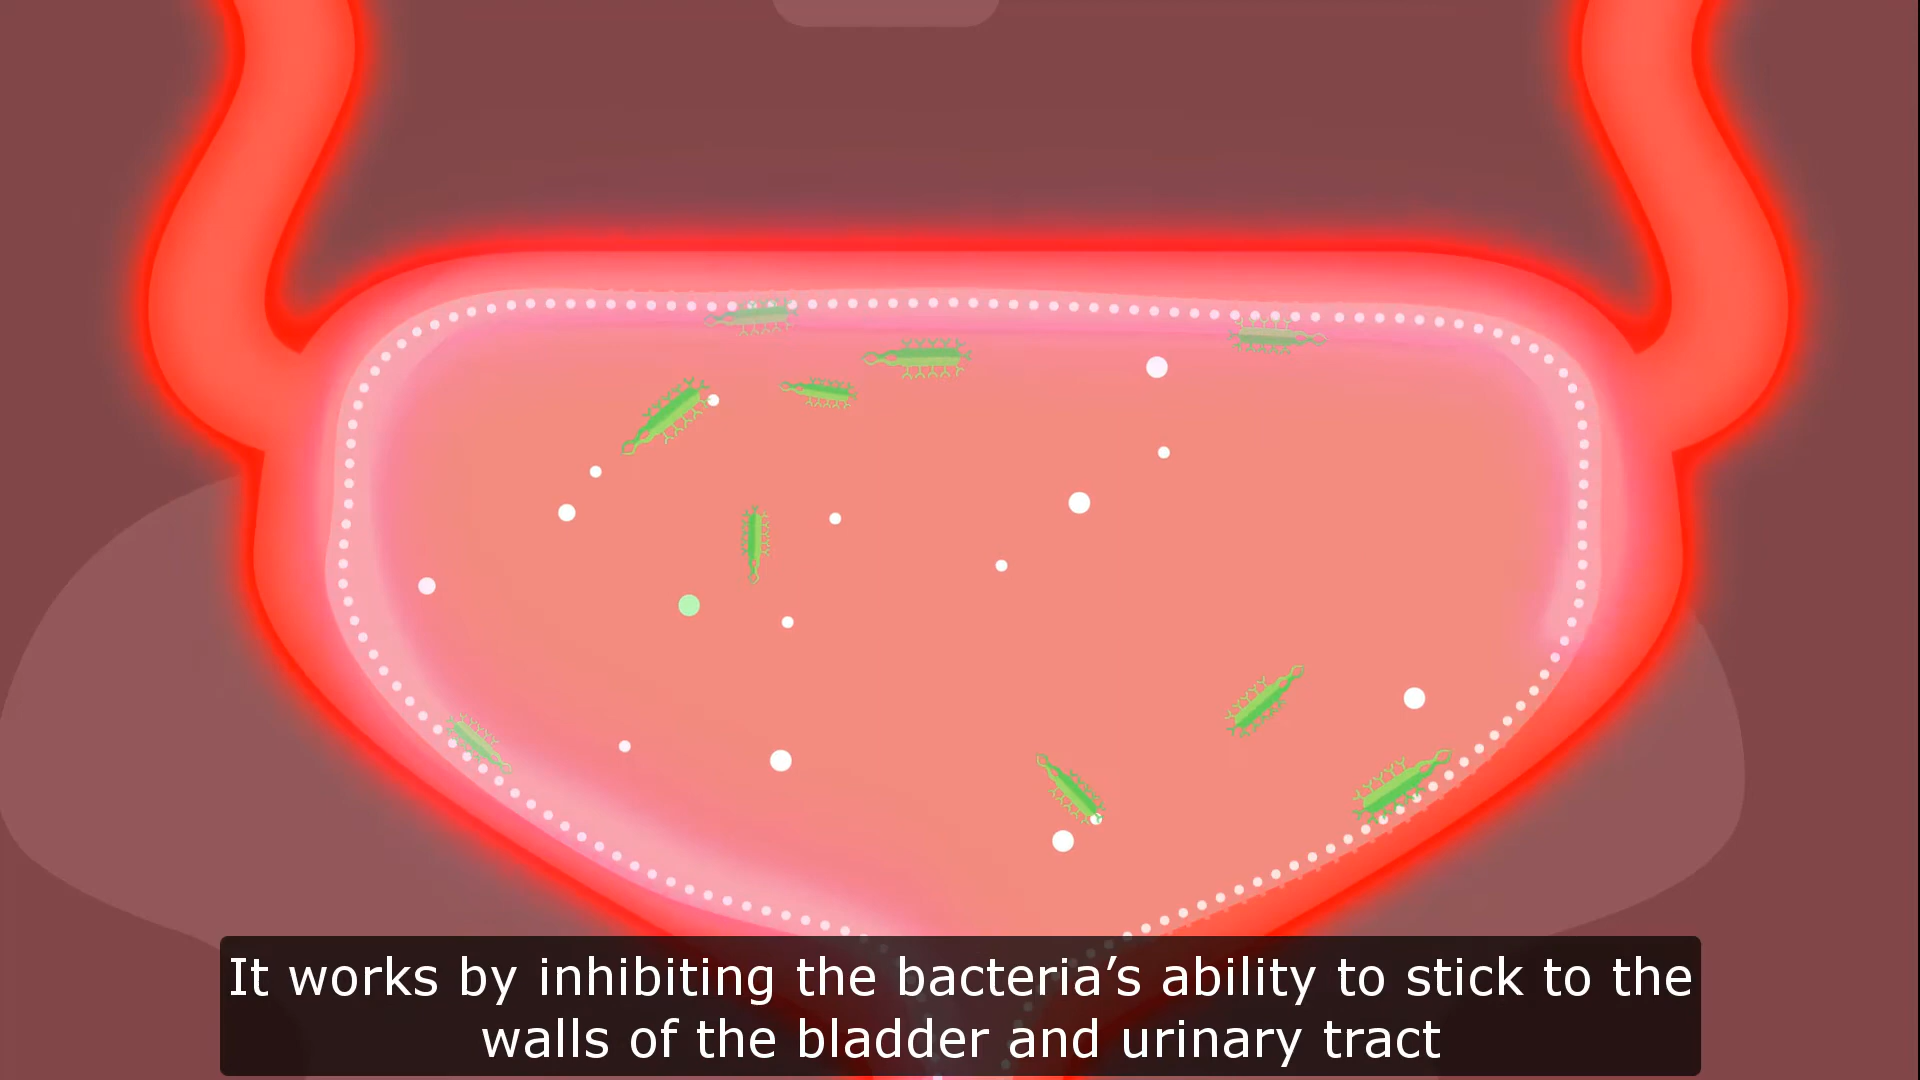 It works by inhibiting the bacteria’s ability to stick to the
walls of the bladder and urinary tract